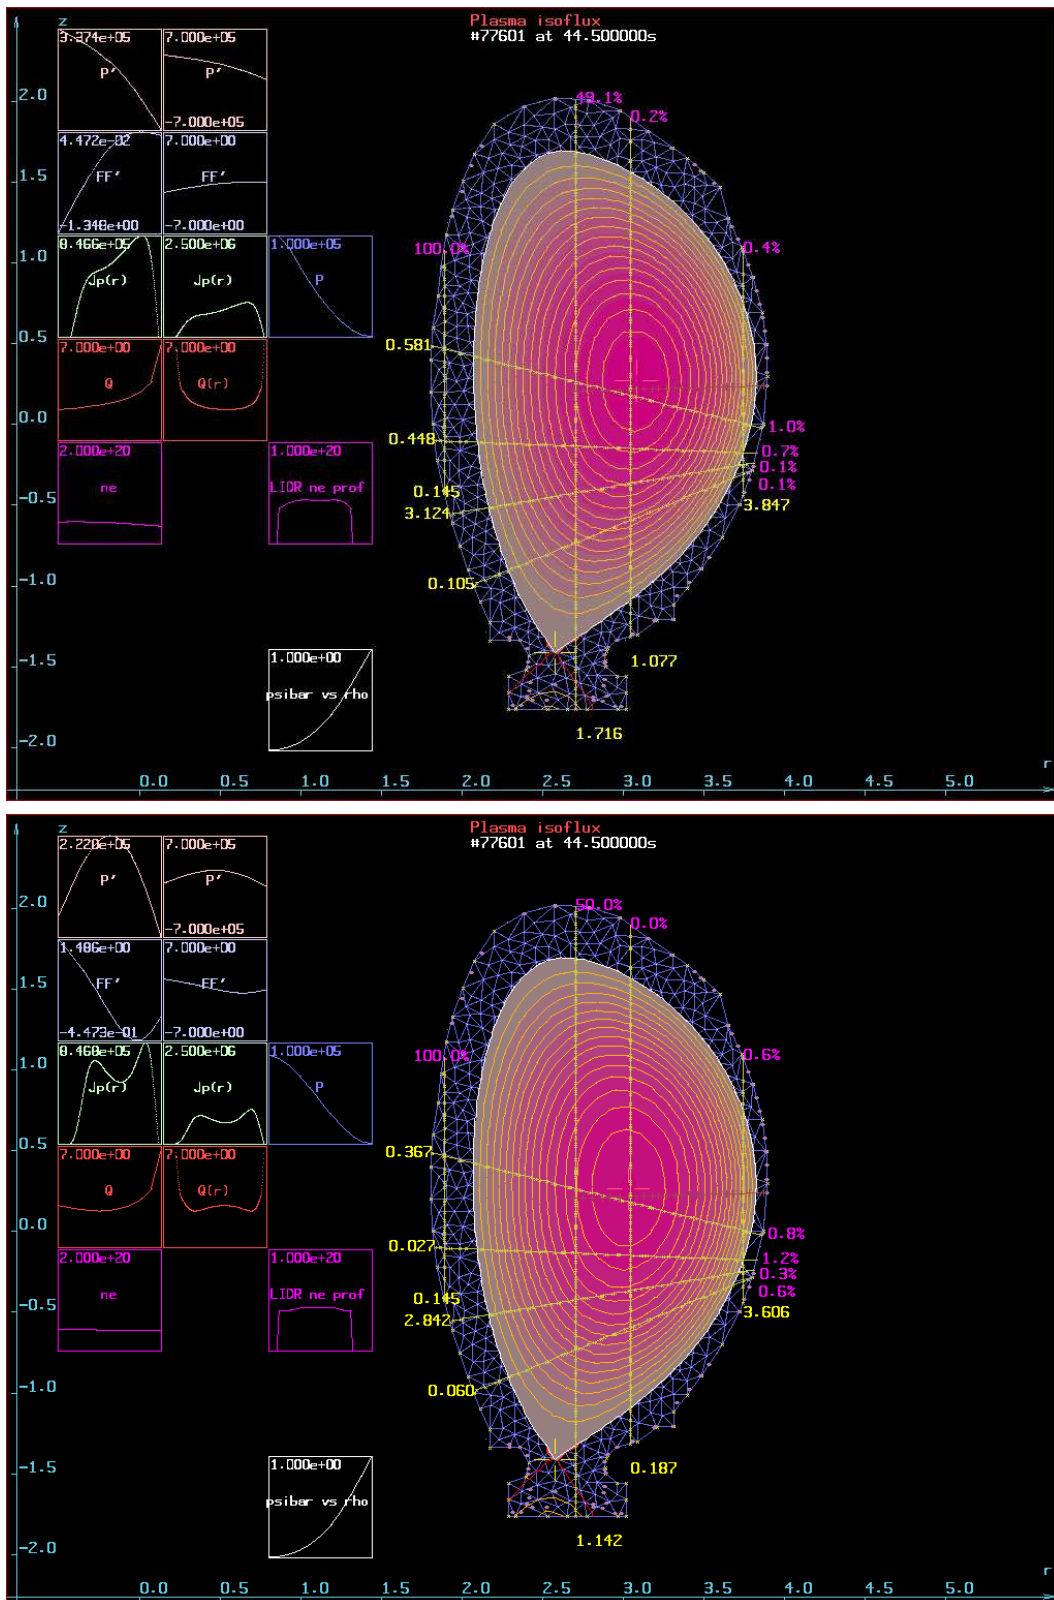 z
Plasma isoflux
#77601 at 44.500000s
3.374e+05
P'
7.000e+05
P'
-7.000e+05
2.0
49.1%
0.2%
4.472e-02
FF'
-1.348e+00
7.000e+00
FF'
-7.000e+00
1.5
8.466e+05
Jp(r)
2.500e+06
Jp(r)
1.000e+05
P
1.0
100.0%
0.4%
0.5
0.581
7.000e+00
Q
7.000e+00
Q(r)
0.0
0.448
1.0%
0.7%
0.1%
0.1%
2.000e+20
ne
1.000e+20
LIDR ne prof
-0.5
0.145
3.124
3.847
-1.0
0.105
-1.5
1.000e+00
psibar vs rho
1.077
1.716
-2.0
r
0.0 0.5 1.0 1.5 2.0 2.5 3.0 3.5 4.0 4.5 5.0
z
Plasma isoflux
#77601 at 44.500000s
2.220e+05
P'
7.000e+05
P'
-7.000e+05
2.0
50.0%
0.0%
1.486e+00
FF'
-4.473e-01
7.000e+00
FF'
-7.000e+00
1.5
8.468e+05
Jp(r)
2.500e+06
Jp(r)
1.000e+05
P
1.0
100.0%
0.6%
0.5
0.367
7.000e+00
Q
7.000e+00
Q(r)
0.0
0.027
0.8%
1.2%
0.3%
0.6%
2.000e+20
ne
1.000e+20
LIDR ne prof
-0.5
0.145
2.842
3.606
-1.0
0.060
-1.5
1.000e+00
psibar vs rho
0.187
1.142
-2.0
r
0.0 0.5 1.0 1.5 2.0 2.5 3.0 3.5 4.0 4.5 5.0